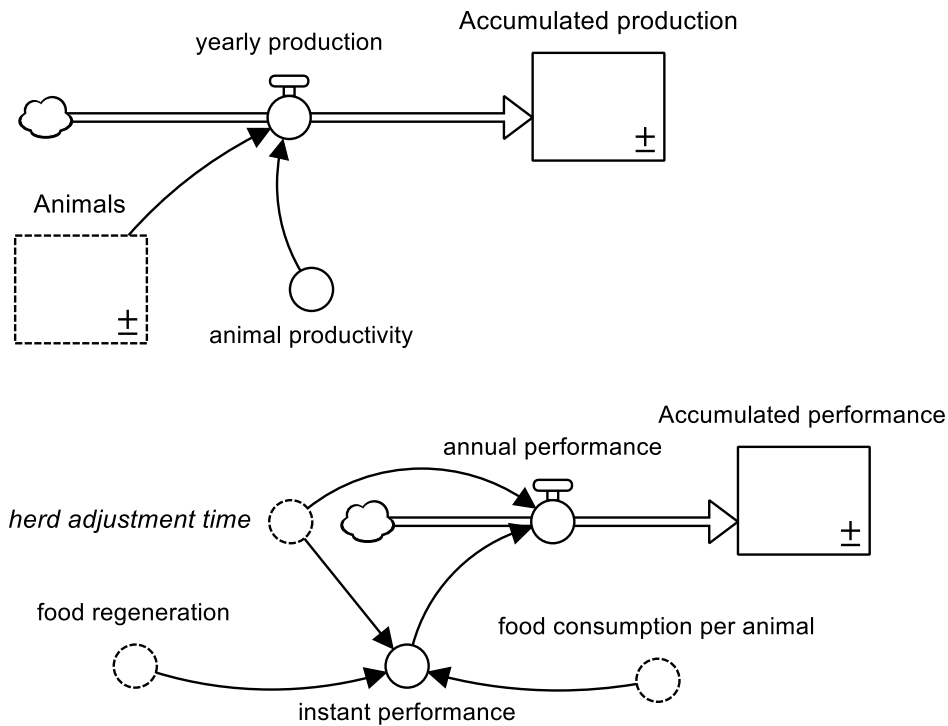 Accumulated production
yearly production
±
Animals
±
animal productivity
Accumulated performance
annual performance
herd adjustment time
±
food regeneration
food consumption per animal
instant performance